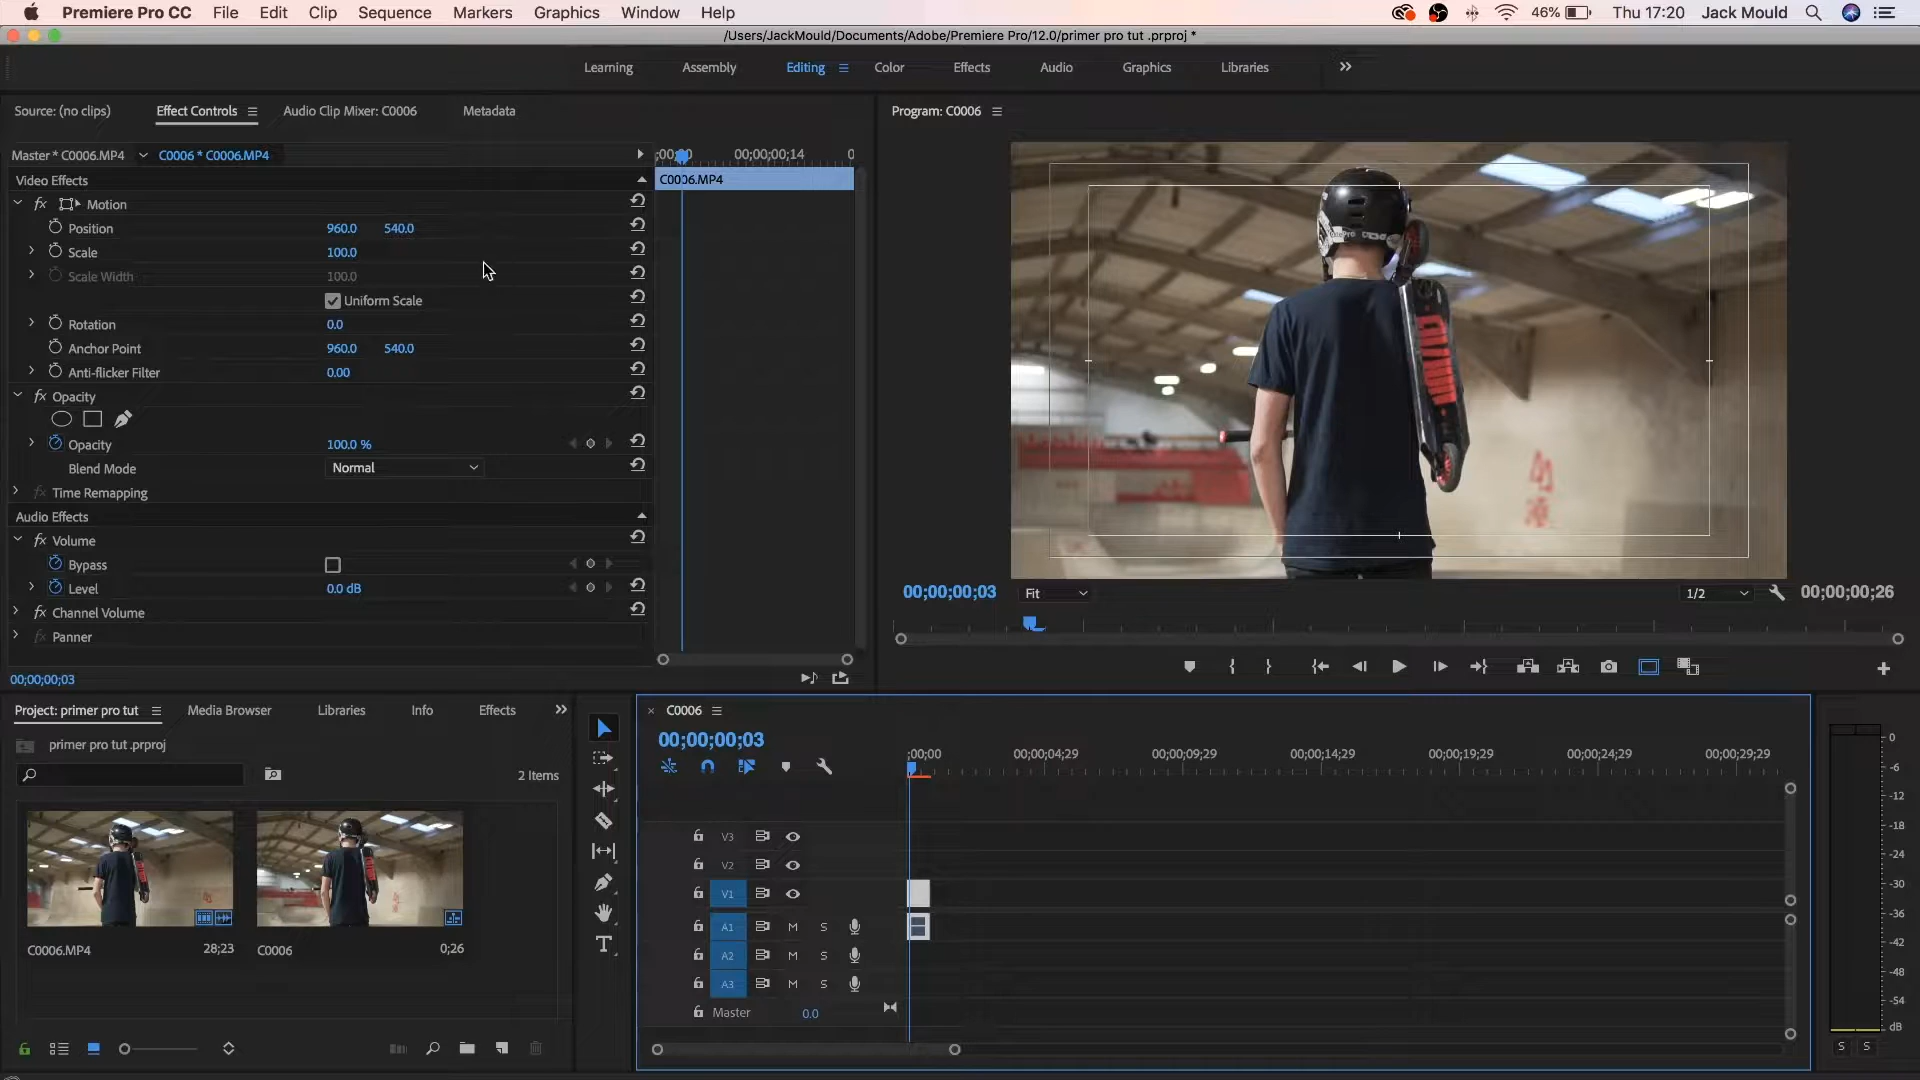 Premiere Pro CC File Edit Clip Sequence Markers Graphics Window Help 46% Thu 17:20 Jack Mould
/Users/JackMould/Documents/Adobe/Premiere Pro/12.0/primer pro tut .prproj *
Learning Assembly Editing Color Effects Audio Graphics Libraries
Source: (no clips) Effect Controls Audio Clip Mixer: C0006 Metadata
Program: C0006
Master * C0006.MP4 C0006 * C0006.MP4
00;00;00;14
Video Effects
C0006.MP4
fx Motion
Position 960.0 540.0
Scale 100.0
Scale Width 100.0
Uniform Scale
Rotation 0.0
Anchor Point 960.0 540.0
Anti-flicker Filter 0.00
fx Opacity
Opacity 100.0 %
Blend Mode Normal
fx Time Remapping
Audio Effects
fx Volume
Bypass
Level 0.0 dB
fx Channel Volume
fx Panner
00;00;00;03
00;00;00;03 Fit 1/2 00;00;00;26
Project: primer pro tut Media Browser Libraries Info Effects
primer pro tut .prproj
2 Items
C0006.MP4 28;23
C0006 0;26
C0006
00;00;00;03
;00;00 00;00;04;29 00;00;09;29 00;00;14;29 00;00;19;29 00;00;24;29 00;00;29;29
V3
V2
V1
A1 M S
A2 M S
A3 M S
Master 0.0
T
0
-6
-12
-18
-24
-30
-36
-42
-48
-54
dB
S S